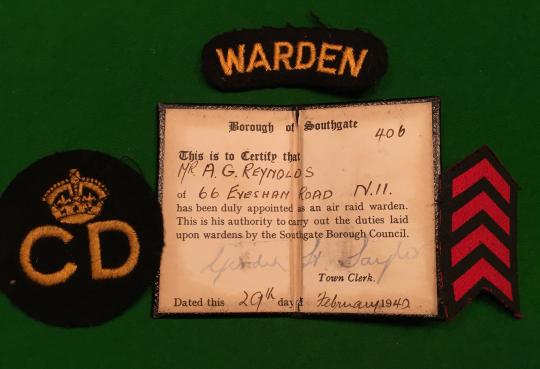 WARDEN
Borough of Southgate
406
This is to Certify that
MR A. G. REYNOLDS
of 66 EVESHAM ROAD N.11.
has been duly appointed as an air raid warden.
This is his authority to carry out the duties laid
upon wardens by the Southgate Borough Council.
Town Clerk.
Dated this 29th day of February 1940
CD